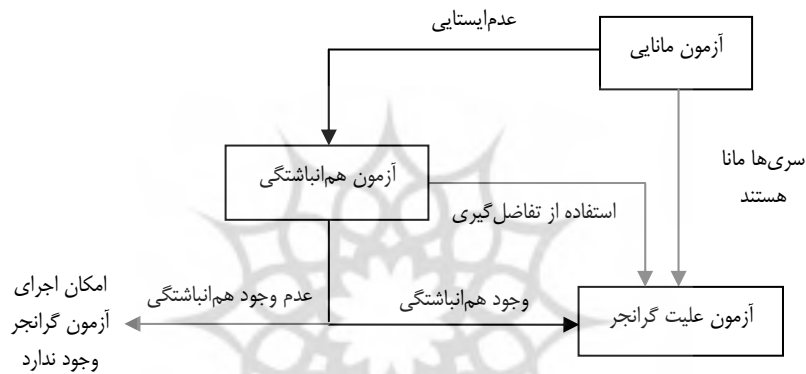 عدم‌ایستایی
آزمون مانایی
سری‌ها مانا
هستند
آزمون هم‌انباشتگی
استفاده از تفاضل‌گیری
امکان اجرای
آزمون گرانجر
وجود ندارد
عدم وجود هم‌انباشتگی
وجود هم‌انباشتگی
آزمون علیت گرانجر